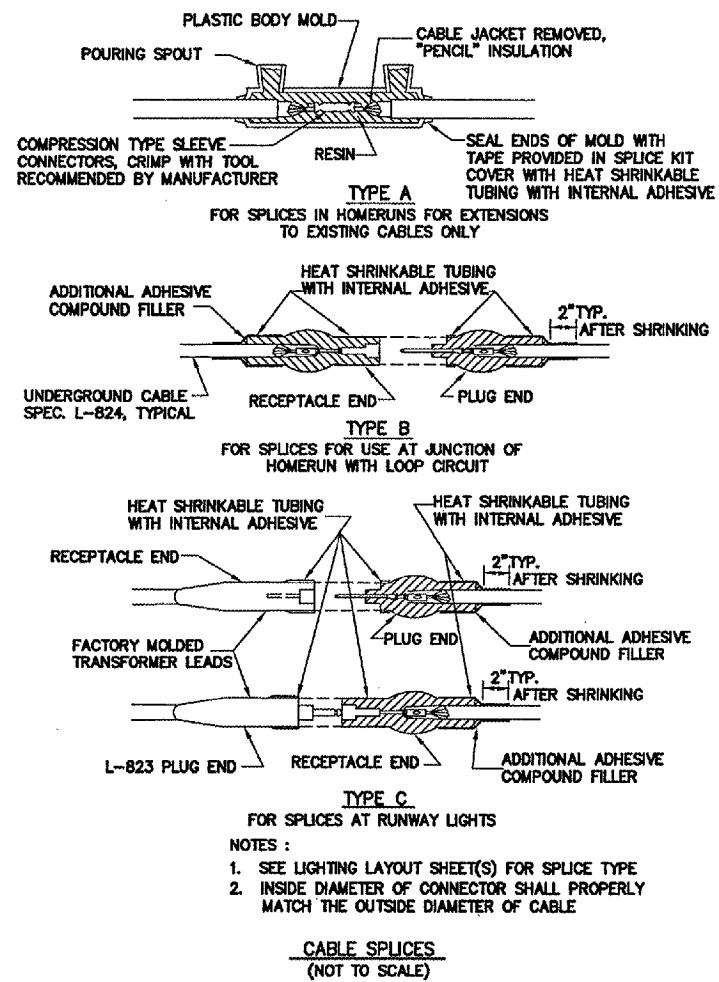 PLASTIC BODY MOLD
CABLE JACKET REMOVED,
"PENCIL" INSULATION
POURING SPOUT
COMPRESSION TYPE SLEEVE
CONNECTORS, CRIMP WITH TOOL
RECOMMENDED BY MANUFACTURER
RESIN
SEAL ENDS OF MOLD WITH
TAPE PROVIDED IN SPLICE KIT
COVER WITH HEAT SHRINKABLE
TUBING WITH INTERNAL ADHESIVE
TYPE A
FOR SPLICES IN HOMERUNS FOR EXTENSIONS
TO EXISTING CABLES ONLY
ADDITIONAL ADHESIVE
COMPOUND FILLER
HEAT SHRINKABLE TUBING
WITH INTERNAL ADHESIVE
2" TYP.
AFTER SHRINKING
UNDERGROUND CABLE
SPEC. L-824, TYPICAL
RECEPTACLE END
PLUG END
TYPE B
FOR SPLICES FOR USE AT JUNCTION OF
HOMERUN WITH LOOP CIRCUIT
HEAT SHRINKABLE TUBING
WITH INTERNAL ADHESIVE
HEAT SHRINKABLE TUBING
WITH INTERNAL ADHESIVE
RECEPTACLE END
2" TYP.
AFTER SHRINKING
FACTORY MOLDED
TRANSFORMER LEADS
PLUG END
ADDITIONAL ADHESIVE
COMPOUND FILLER
2" TYP.
AFTER SHRINKING
L-823 PLUG END
RECEPTACLE END
ADDITIONAL ADHESIVE
COMPOUND FILLER
TYPE C
FOR SPLICES AT RUNWAY LIGHTS
NOTES :
1. SEE LIGHTING LAYOUT SHEET(S) FOR SPLICE TYPE
2. INSIDE DIAMETER OF CONNECTOR SHALL PROPERLY
MATCH THE OUTSIDE DIAMETER OF CABLE
CABLE SPLICES
(NOT TO SCALE)